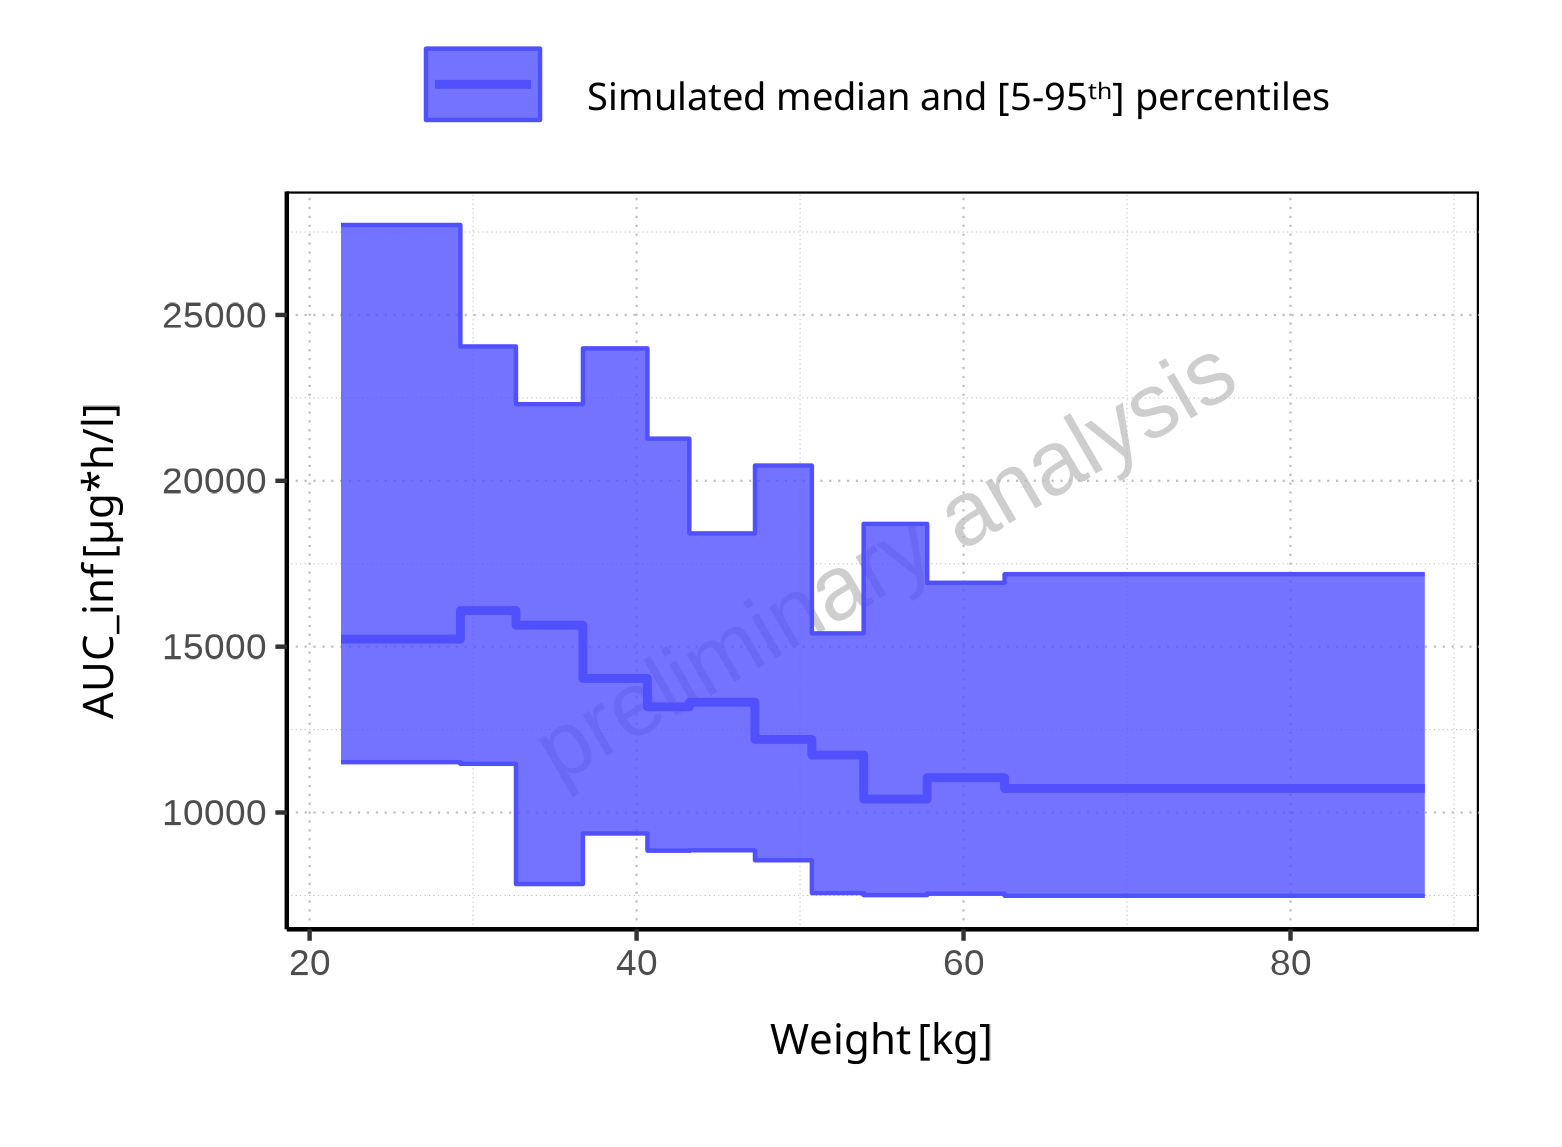 Simulated median and [5-95ᵗʰ] percentiles
AUC_inf [µg*h/l]
25000
20000
15000
10000
preliminary analysis
20 40 60 80
Weight [kg]